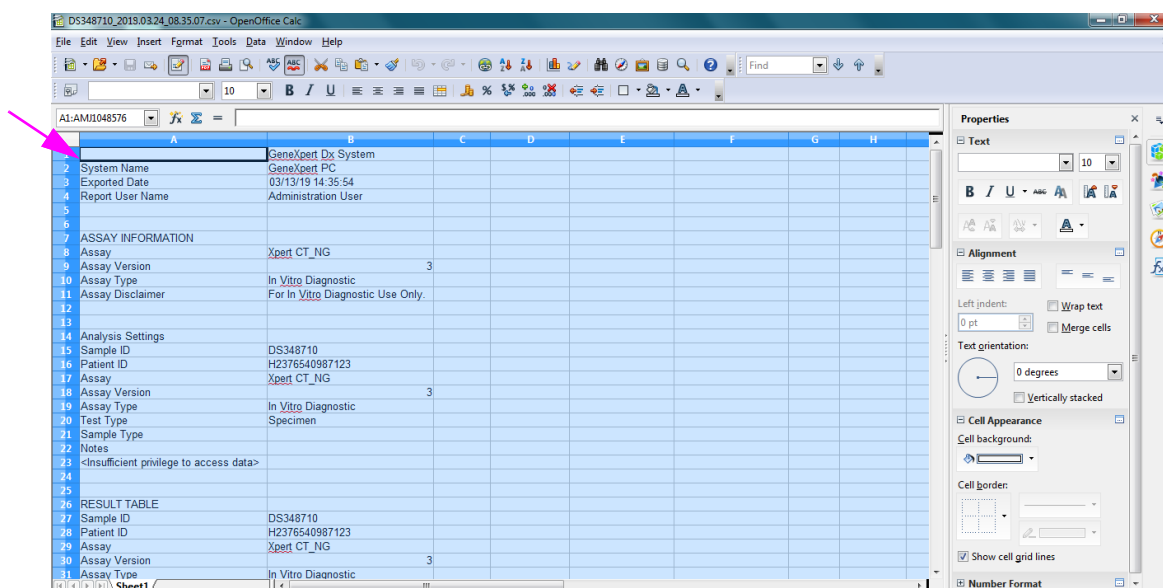 DS348710_2019.03.24_08.35.07.csv - OpenOffice Calc
File Edit View Insert Format Tools Data Window Help
Find
10 B I U
A1:AMJ1048576 fx Σ =
A B C D E F G H
1 GeneXpert Dx System
2 System Name GeneXpert PC
3 Exported Date 03/13/19 14:35:54
4 Report User Name Administration User
5
6
7 ASSAY INFORMATION
8 Assay Xpert CT_NG
9 Assay Version 3
10 Assay Type In Vitro Diagnostic
11 Assay Disclaimer For In Vitro Diagnostic Use Only.
12
13
14 Analysis Settings
15 Sample ID DS348710
16 Patient ID H2376540987123
17 Assay Xpert CT_NG
18 Assay Version 3
19 Assay Type In Vitro Diagnostic
20 Test Type Specimen
21 Sample Type
22 Notes
23 <Insufficient privilege to access data>
24
25
26 RESULT TABLE
27 Sample ID DS348710
28 Patient ID H2376540987123
29 Assay Xpert CT_NG
30 Assay Version 3
31 Assay Type In Vitro Diagnostic
Sheet1
Properties
Text
10
B I U ABC
Alignment
Left indent: Wrap text
0 pt Merge cells
Text orientation:
0 degrees
Vertically stacked
Cell Appearance
Cell background:
Cell border:
Show cell grid lines
Number Format